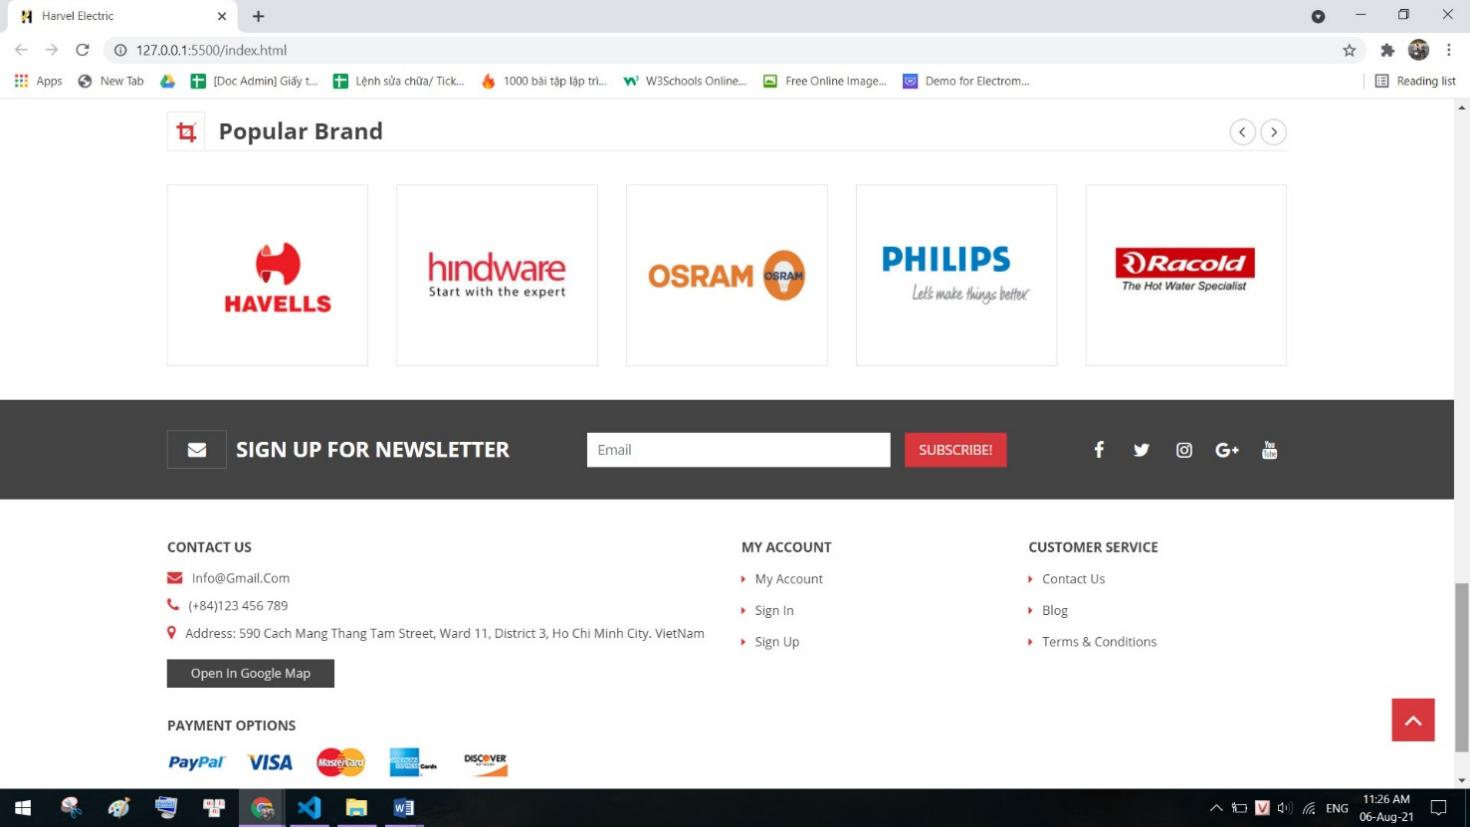 Harvel Electric
127.0.0.1:5500/index.html
Apps
New Tab
[Doc Admin] Giấy t...
Lệnh sửa chữa/ Tick...
1000 bài tập lập trì...
W3Schools Online...
Free Online Image...
Demo for Electrom...
Reading list
Popular Brand
HAVELLS
hindware
Start with the expert
OSRAM OSRAM
PHILIPS
Let's make things better.
Racold
The Hot Water Specialist
SIGN UP FOR NEWSLETTER
Email
SUBSCRIBE!
G+
You Tube
CONTACT US
Info@Gmail.Com
(+84)123 456 789
Address: 590 Cach Mang Thang Tam Street, Ward 11, District 3, Ho Chi Minh City. VietNam
Open In Google Map
MY ACCOUNT
My Account
Sign In
Sign Up
CUSTOMER SERVICE
Contact Us
Blog
Terms & Conditions
PAYMENT OPTIONS
PayPal
VISA
MasterCard
AMERICAN EXPRESS Cards
DISCOVER
ENG
11:26 AM
06-Aug-21